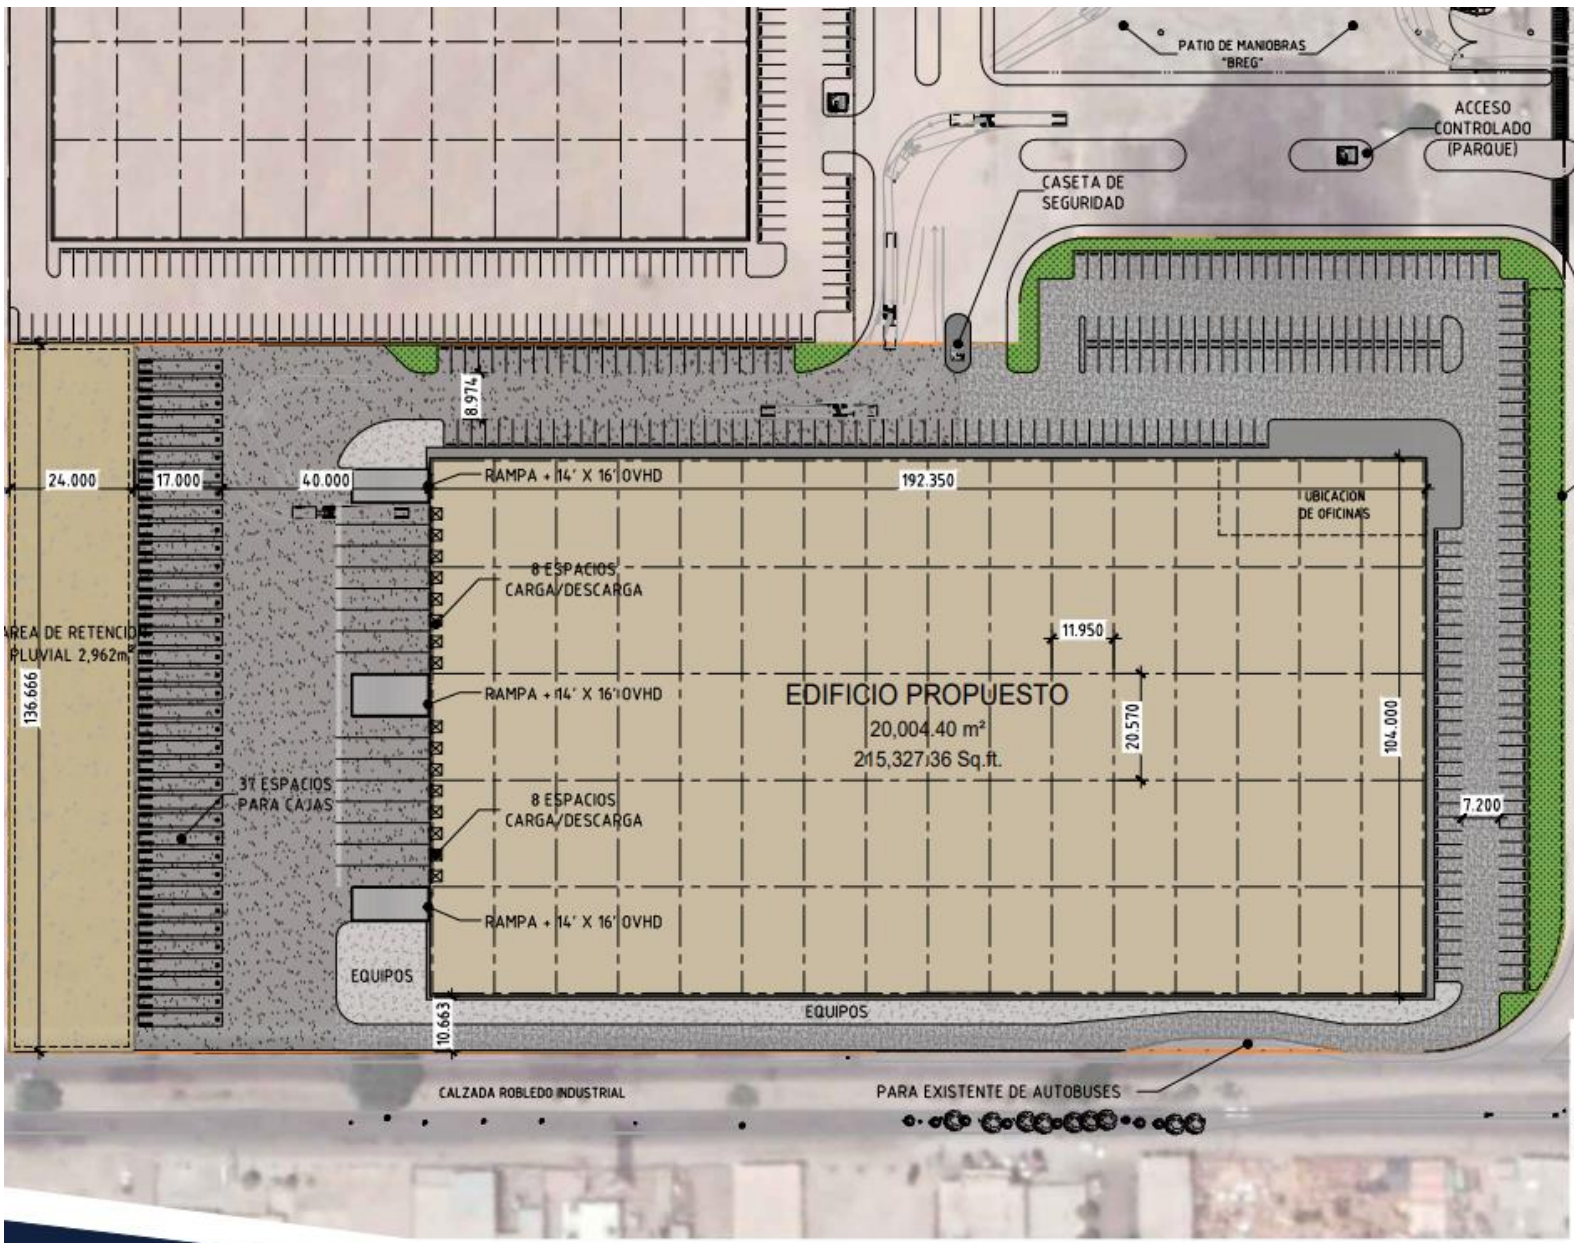 PATIO DE MANIOBRAS
"BREG"
ACCESO
CONTROLADO
(PARQUE)
CASETA DE
SEGURIDAD
8.974
24.000
17.000
40.000
RAMPA + 14' X 16' OVHD
192.350
UBICACION
DE OFICINAS
8 ESPACIOS
CARGA/DESCARGA
11.950
AREA DE RETENCIO
PLUVIAL 2,962m²
136.666
RAMPA + 14' X 16' OVHD
EDIFICIO PROPUESTO
20,004.40 m²
215,327.36 Sq.ft.
20.570
104.000
37 ESPACIOS
PARA CAJAS
8 ESPACIOS
CARGA/DESCARGA
7.200
RAMPA + 14' X 16' OVHD
EQUIPOS
10.663
EQUIPOS
CALZADA ROBLEDO INDUSTRIAL
PARA EXISTENTE DE AUTOBUSES